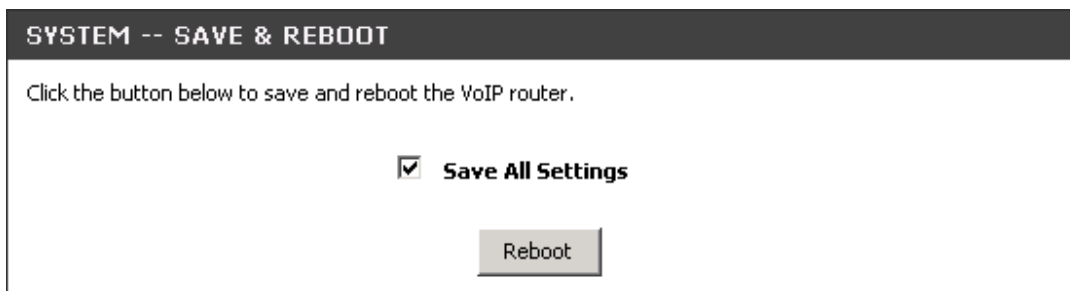 SYSTEM -- SAVE & REBOOT
Click the button below to save and reboot the VoIP router.
Save All Settings
Reboot